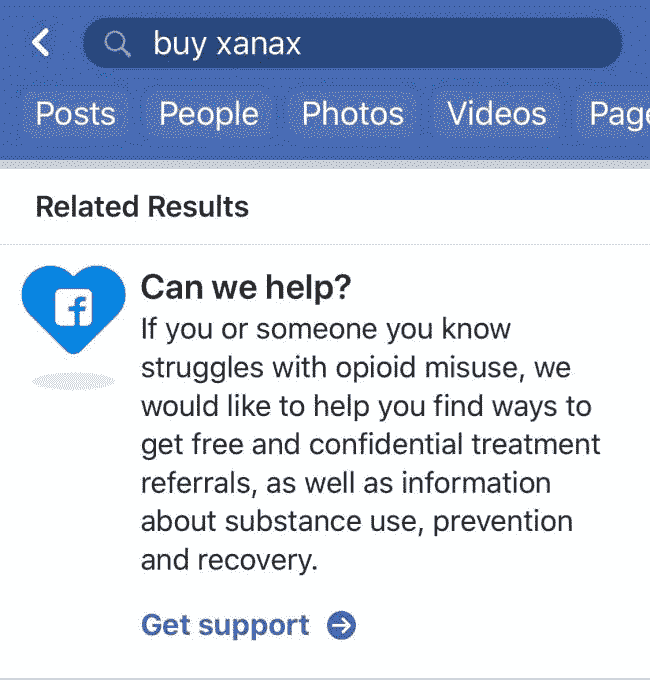 buy xanax
Posts People Photos Videos Page
Related Results
Can we help?
If you or someone you know
struggles with opioid misuse, we
would like to help you find ways to
get free and confidential treatment
referrals, as well as information
about substance use, prevention
and recovery.
Get support